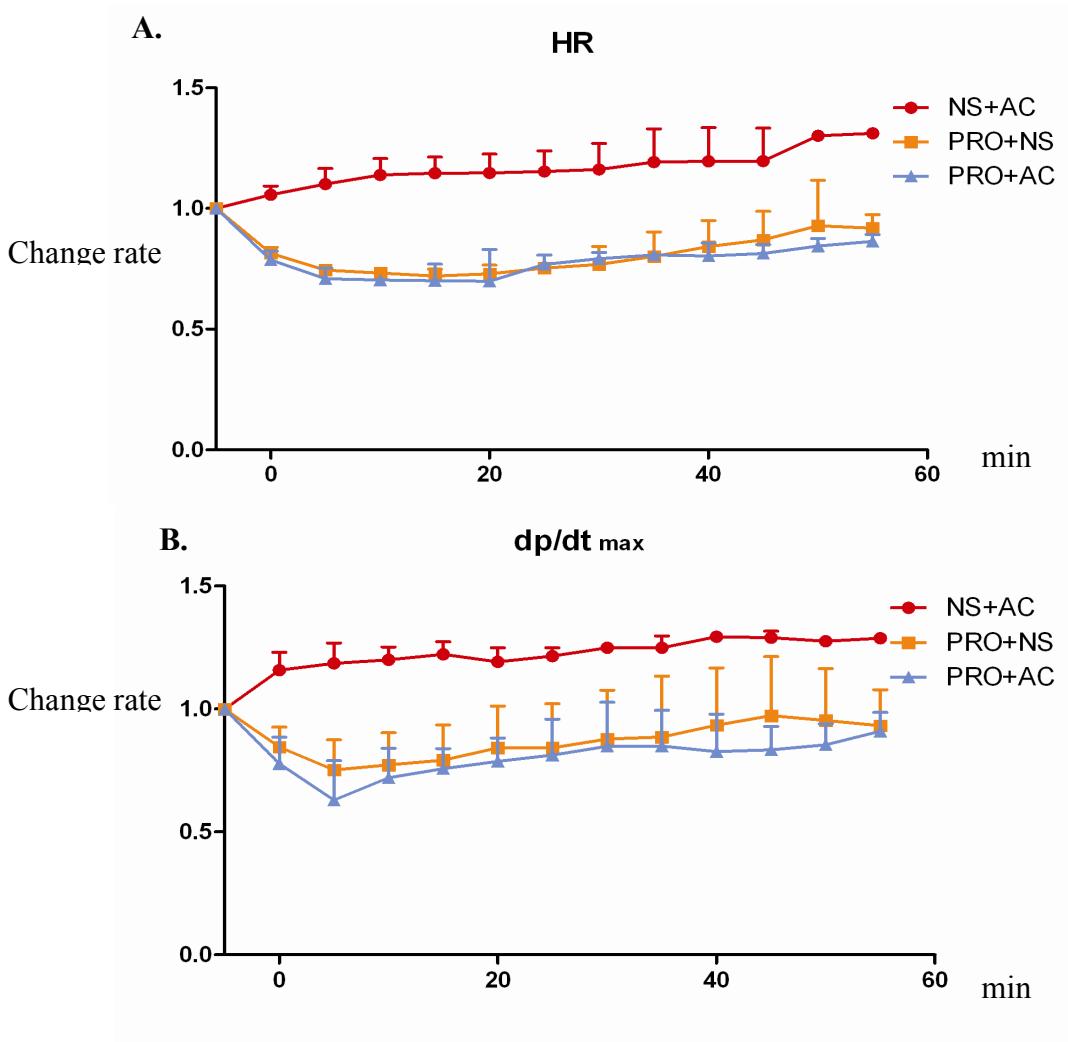 A.
HR
1.5
NS+AC
PRO+NS
PRO+AC
1.0
Change rate
0.5
0.0
0 20 40 60 min
B.
dp/dt max
1.5
NS+AC
PRO+NS
PRO+AC
1.0
Change rate
0.5
0.0
0 20 40 60
min